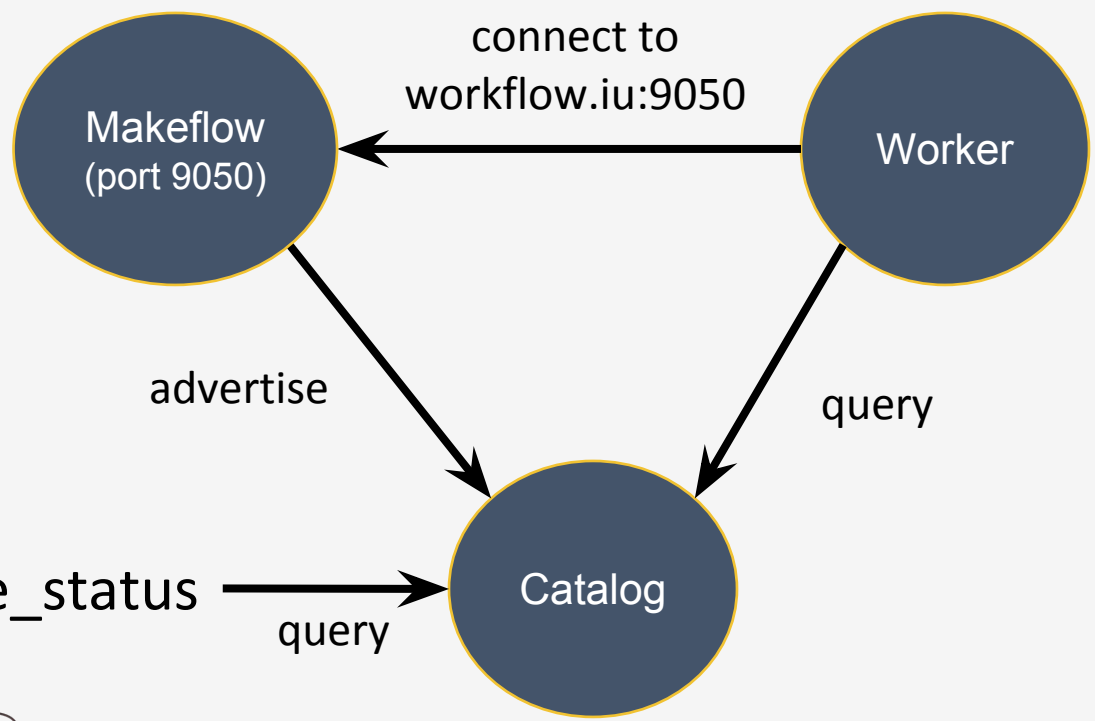 connect to
workflow.iu:9050
Makeflow
(port 9050)
Worker
advertise
query
e_status
Catalog
query